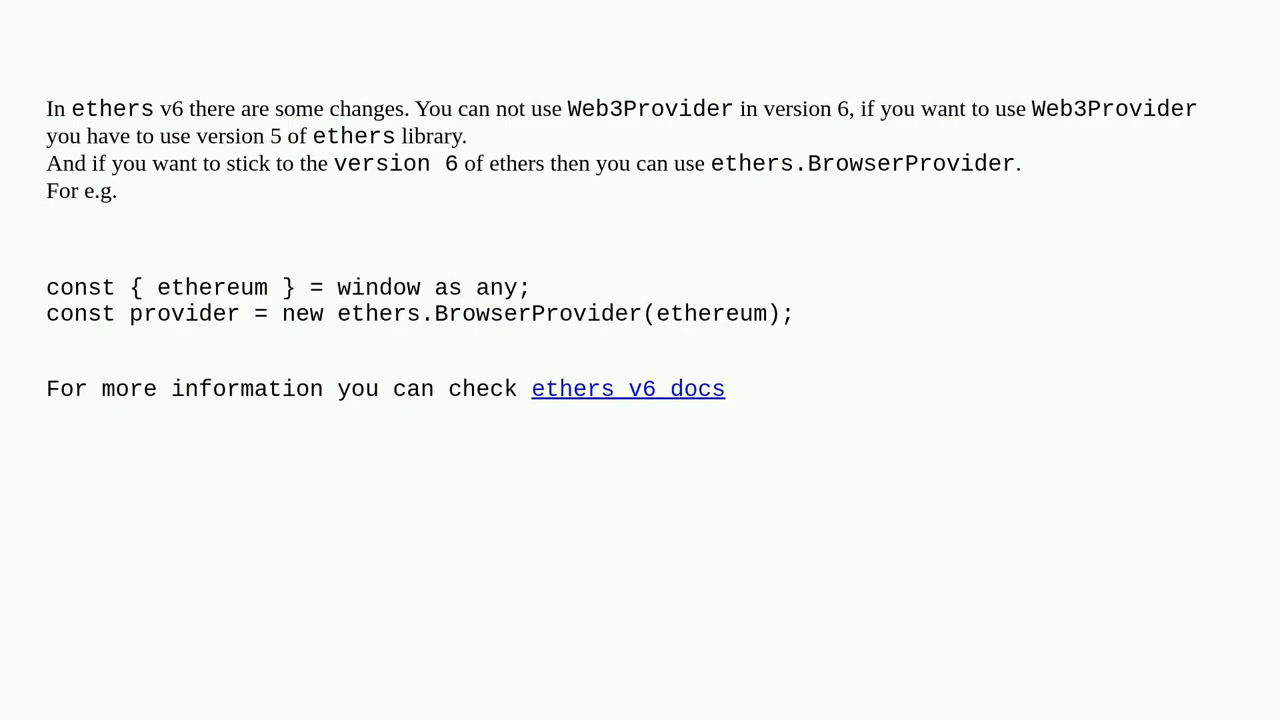 In ethers v6 there are some changes. You can not use Web3Provider in version 6, if you want to use Web3Provider
you have to use version 5 of ethers library.
And if you want to stick to the version 6 of ethers then you can use ethers.BrowserProvider.
For e.g.
const { ethereum } = window as any;
const provider = new ethers.BrowserProvider(ethereum);
For more information you can check ethers v6 docs